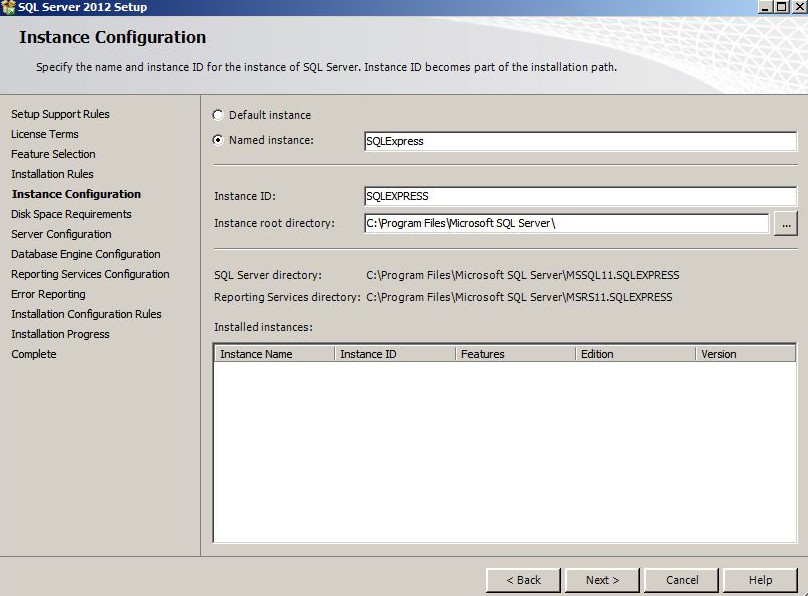 SQL Server 2012 Setup
Instance Configuration
Specify the name and instance ID for the instance of SQL Server. Instance ID becomes part of the installation path.
Setup Support Rules
License Terms
Feature Selection
Installation Rules
Instance Configuration
Disk Space Requirements
Server Configuration
Database Engine Configuration
Reporting Services Configuration
Error Reporting
Installation Configuration Rules
Installation Progress
Complete
Default instance
Named instance: SQLExpress
Instance ID: SQLEXPRESS
Instance root directory: C:\Program Files\Microsoft SQL Server\ ...
SQL Server directory: C:\Program Files\Microsoft SQL Server\MSSQL11.SQLEXPRESS
Reporting Services directory: C:\Program Files\Microsoft SQL Server\MSRS11.SQLEXPRESS
Installed instances:
Instance Name Instance ID Features Edition Version
< Back Next > Cancel Help